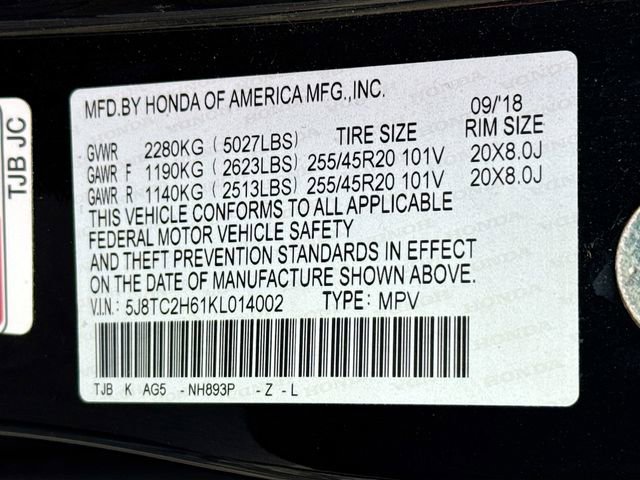 MFD.BY HONDA OF AMERICA MFG.,INC. 09/'18
GVWR 2280KG (5027LBS) TIRE SIZE RIM SIZE
GAWR F 1190KG (2623LBS) 255/45R20 101V 20X8.0J
GAWR R 1140KG (2513LBS) 255/45R20 101V 20X8.0J
THIS VEHICLE CONFORMS TO ALL APPLICABLE
FEDERAL MOTOR VEHICLE SAFETY
AND THEFT PREVENTION STANDARDS IN EFFECT
ON THE DATE OF MANUFACTURE SHOWN ABOVE.
V.I.N.: 5J8TC2H61KL014002 TYPE: MPV
TJB K AG5 -NH893P -Z -L
TJB JC